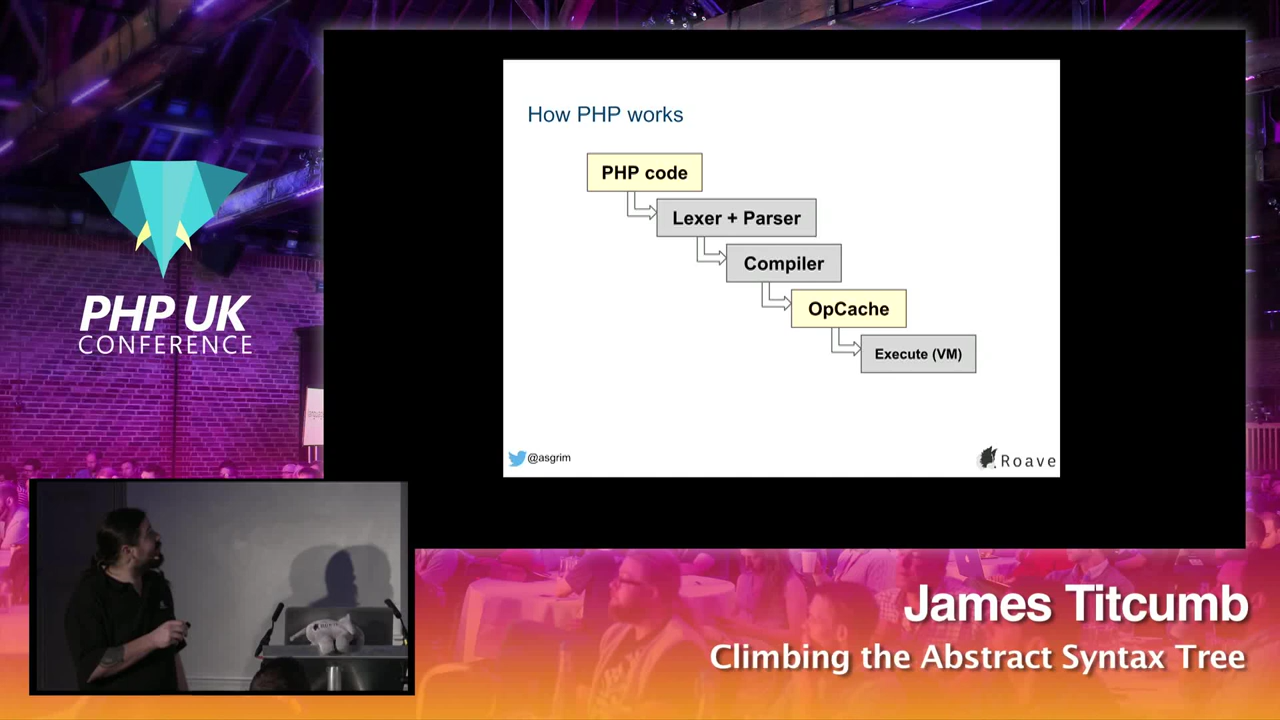 How PHP works
PHP code
Lexer + Parser
Compiler
OpCache
Execute (VM)
@asgrim
Roave
PHP UK
CONFERENCE
James Titcumb
Climbing the Abstract Syntax Tree